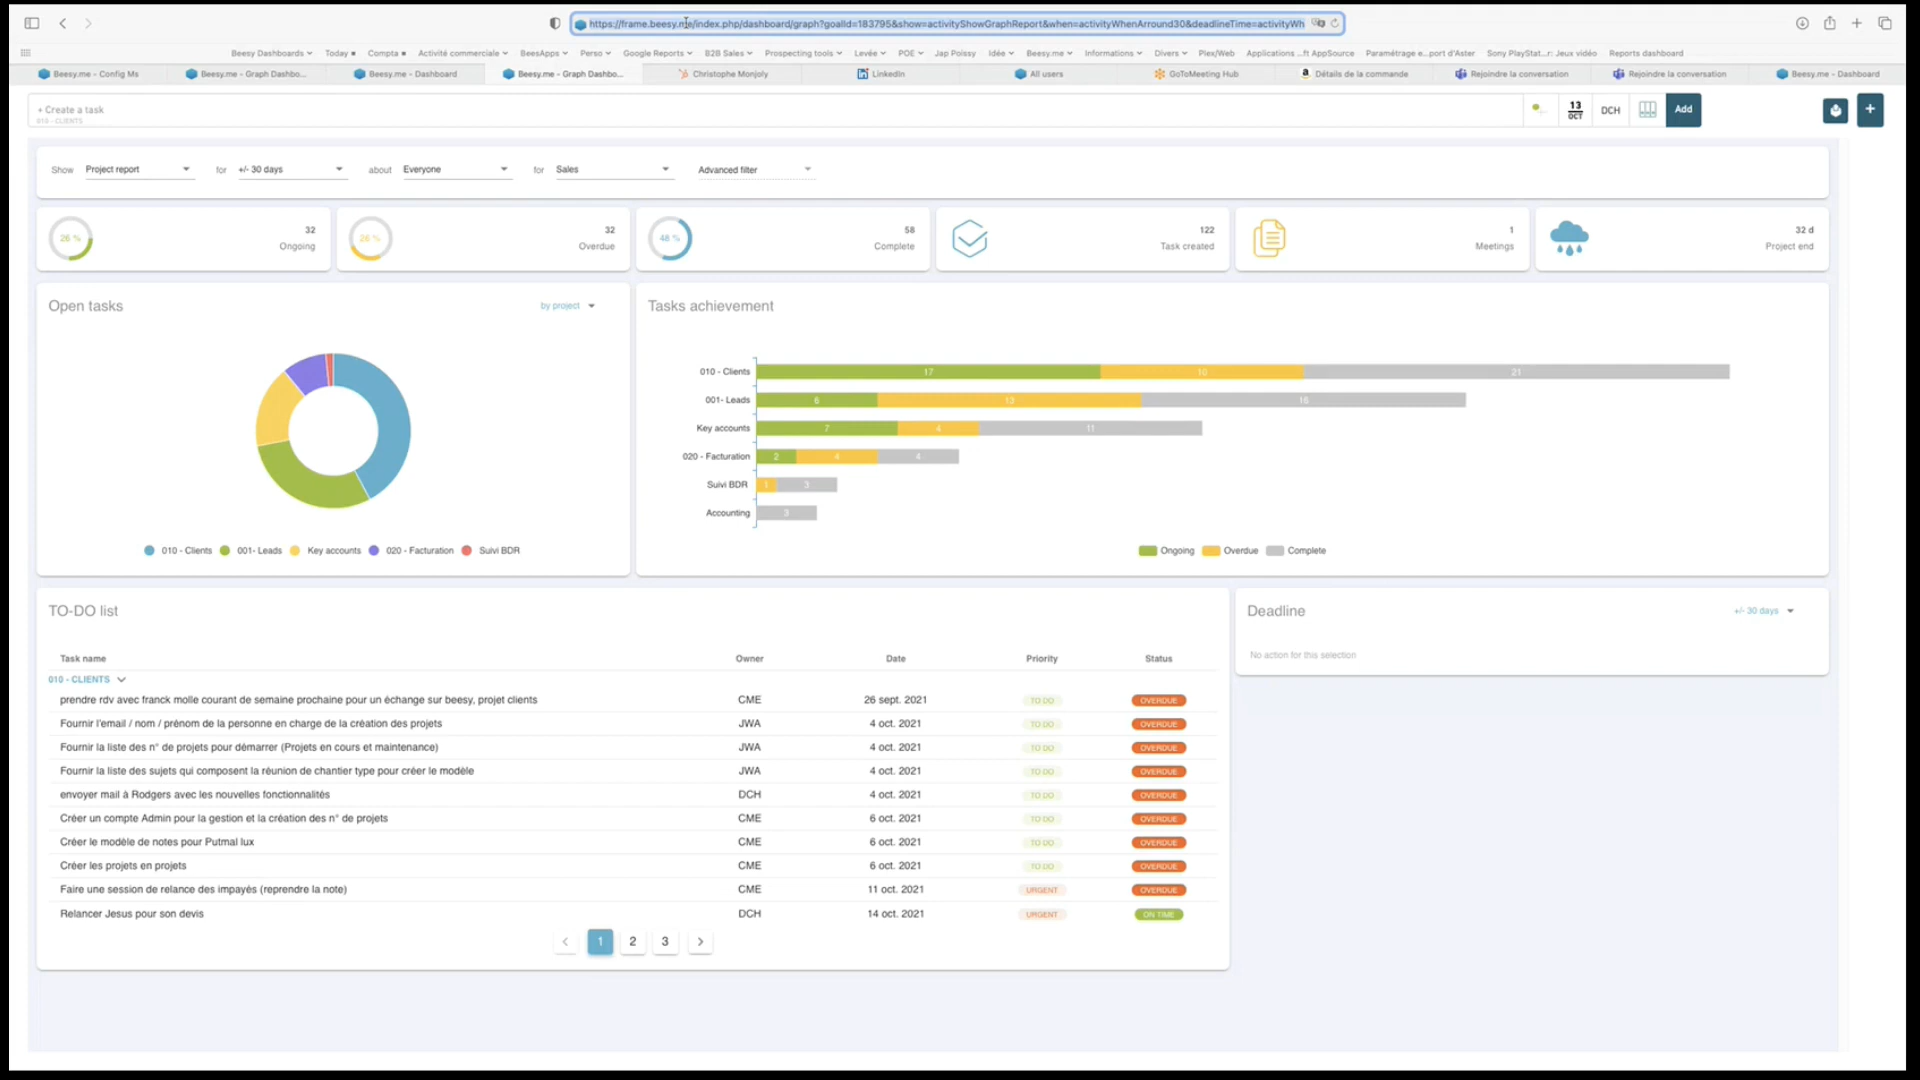 https://frame.beesy.me/index.php/dashboard/graph?goalId=183795&show=activityShowGraphReport&when=activityWhenArround30&deadlineTime=activityWh
Beesy Dashboards Today Compta Activité commerciale BeesApps Perso Google Reports B2B Sales Prospecting tools Levée POE Jap Poissy Idée Beesy.me Informations Divers Plex/Web Applications ...ft AppSource Paramétrage e...port d'Aster Sony PlayStat...r: Jeux vidéo Reports dashboard
Beesy.me - Config Ms Beesy.me - Graph Dashbo... Beesy.me - Dashboard Beesy.me - Graph Dashbo... Christophe Monjoly LinkedIn All users GoToMeeting Hub Détails de la commande Rejoindre la conversation Rejoindre la conversation Beesy.me - Dashboard
+ Create a task
010 - CLIENTS
13 OCT DCH Add +
Show Project report for +/- 30 days about Everyone for Sales Advanced filter
26 % 32 Ongoing
26 % 32 Overdue
48 % 58 Complete
122 Task created
1 Meetings
32 d Project end
Open tasks by project
010 - Clients 001- Leads Key accounts 020 - Facturation Suivi BDR
Tasks achievement
010 - Clients 17 10 21
001- Leads 6 13 16
Key accounts 7 4 11
020 - Facturation 2 4 4
Suivi BDR 1 3
Accounting 3
Ongoing Overdue Complete
TO-DO list
Task name Owner Date Priority Status
010 - CLIENTS
prendre rdv avec franck molle courant de semaine prochaine pour un échange sur beesy, projet clients CME 26 sept. 2021 TO DO OVERDUE
Fournir l'email / nom / prénom de la personne en charge de la création des projets JWA 4 oct. 2021 TO DO OVERDUE
Fournir la liste des n° de projets pour démarrer (Projets en cours et maintenance) JWA 4 oct. 2021 TO DO OVERDUE
Fournir la liste des sujets qui composent la réunion de chantier type pour créer le modèle JWA 4 oct. 2021 TO DO OVERDUE
envoyer mail à Rodgers avec les nouvelles fonctionnalités DCH 4 oct. 2021 TO DO OVERDUE
Créer un compte Admin pour la gestion et la création des n° de projets CME 6 oct. 2021 TO DO OVERDUE
Créer le modèle de notes pour Putmal lux CME 6 oct. 2021 TO DO OVERDUE
Créer les projets en projets CME 6 oct. 2021 TO DO OVERDUE
Faire une session de relance des impayés (reprendre la note) CME 11 oct. 2021 URGENT OVERDUE
Relancer Jesus pour son devis DCH 14 oct. 2021 URGENT ON TIME
1 2 3
Deadline +/- 30 days
No action for this selection